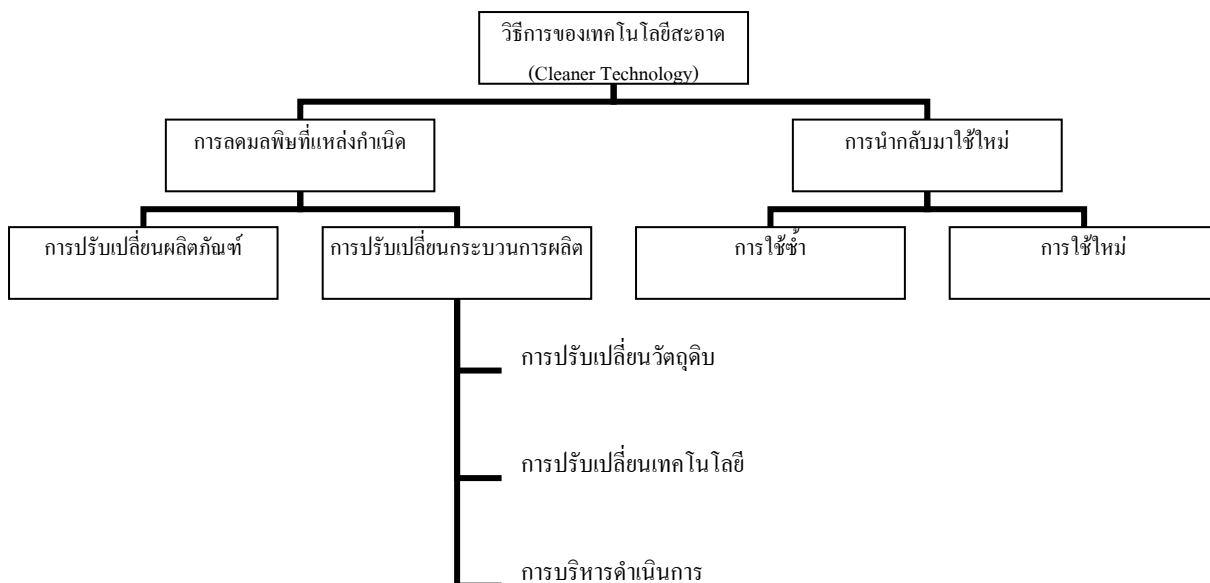 วิธีการของเทคโนโลยีสะอาด
(Cleaner Technology)
การลดมลพิษที่แหล่งกำเนิด
การนำกลับมาใช้ใหม่
การปรับเปลี่ยนผลิตภัณฑ์
การปรับเปลี่ยนกระบวนการผลิต
การใช้ซ้ำ
การใช้ใหม่
การปรับเปลี่ยนวัตถุดิบ
การปรับเปลี่ยนเทคโนโลยี
การบริหารดำเนินการ